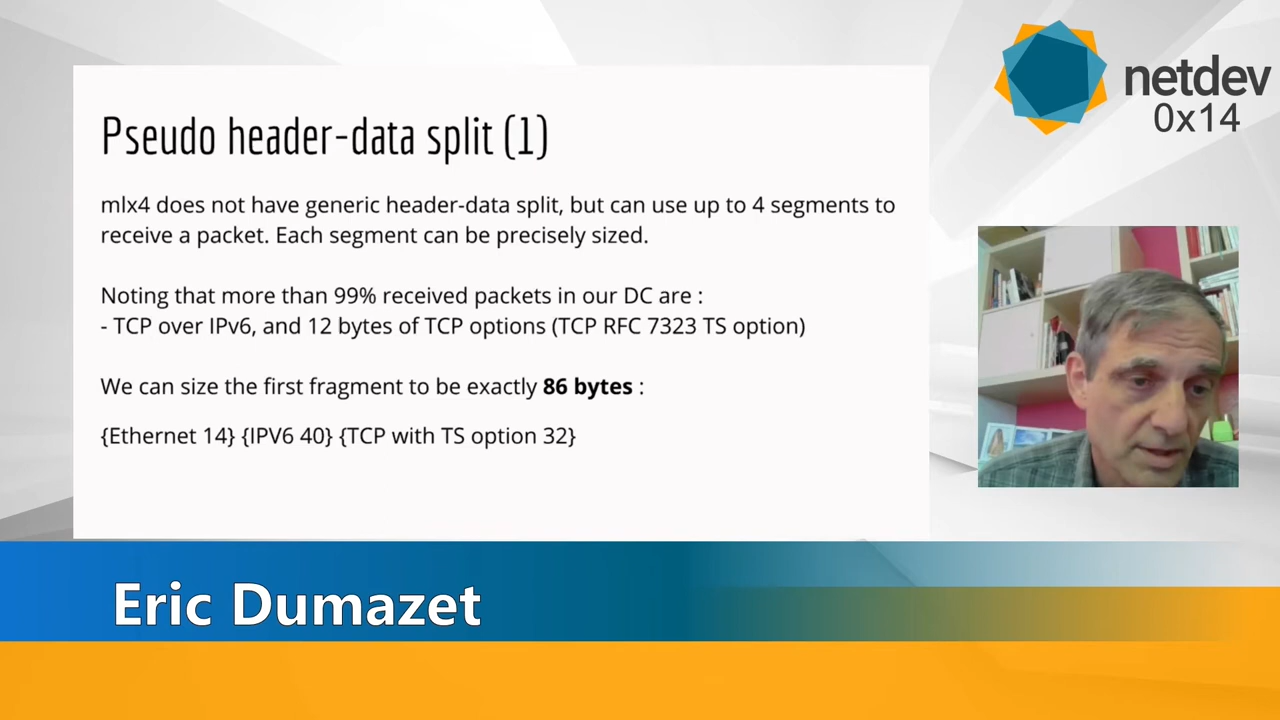 netdev
0x14
Pseudo header-data split (1)
mlx4 does not have generic header-data split, but can use up to 4 segments to
receive a packet. Each segment can be precisely sized.
Noting that more than 99% received packets in our DC are :
- TCP over IPv6, and 12 bytes of TCP options (TCP RFC 7323 TS option)
We can size the first fragment to be exactly 86 bytes :
{Ethernet 14} {IPV6 40} {TCP with TS option 32}
Eric Dumazet